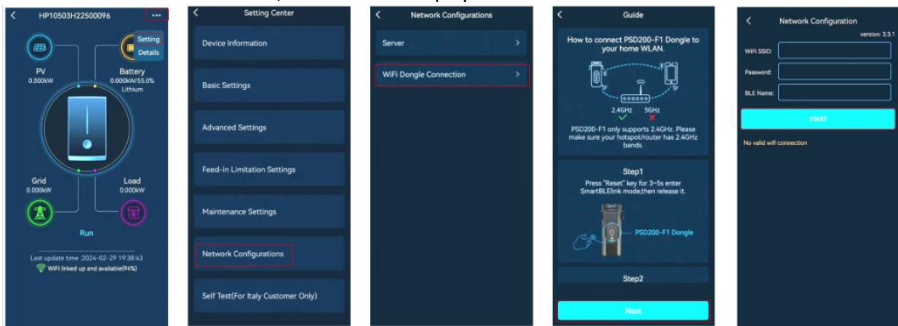 HP10503H22500096
Setting
Details
PV
0.000kW
Battery
0.000kW/55.0%
Lithium
Grid
0.000kW
Load
0.000kW
Run
Last update time :2024-02-29 19:38:43
WiFi linked up and available(94%)
Setting Center
Device Information
Basic Settings
Advanced Settings
Feed-in Limitation Settings
Maintenance Settings
Network Configurations
Self Test(For Italy Customer Only)
Network Configurations
Server
WiFi Dongle Connection
Guide
How to connect PSD200-F1 Dongle to
your home WLAN.
2.4GHz 5GHz
PSD200-F1 only supports 2.4GHz. Please
make sure your hotspot/router has 2.4GHz
bands.
Step1
Press "Reset" key for 3~5s enter
SmartBLElink mode,then release it.
PSD200-F1 Dongle
Step2
Next
Network Configuration
version: 3.3.1
WiFi SSID:
Password:
BLE Name:
START
No valid wifi connection